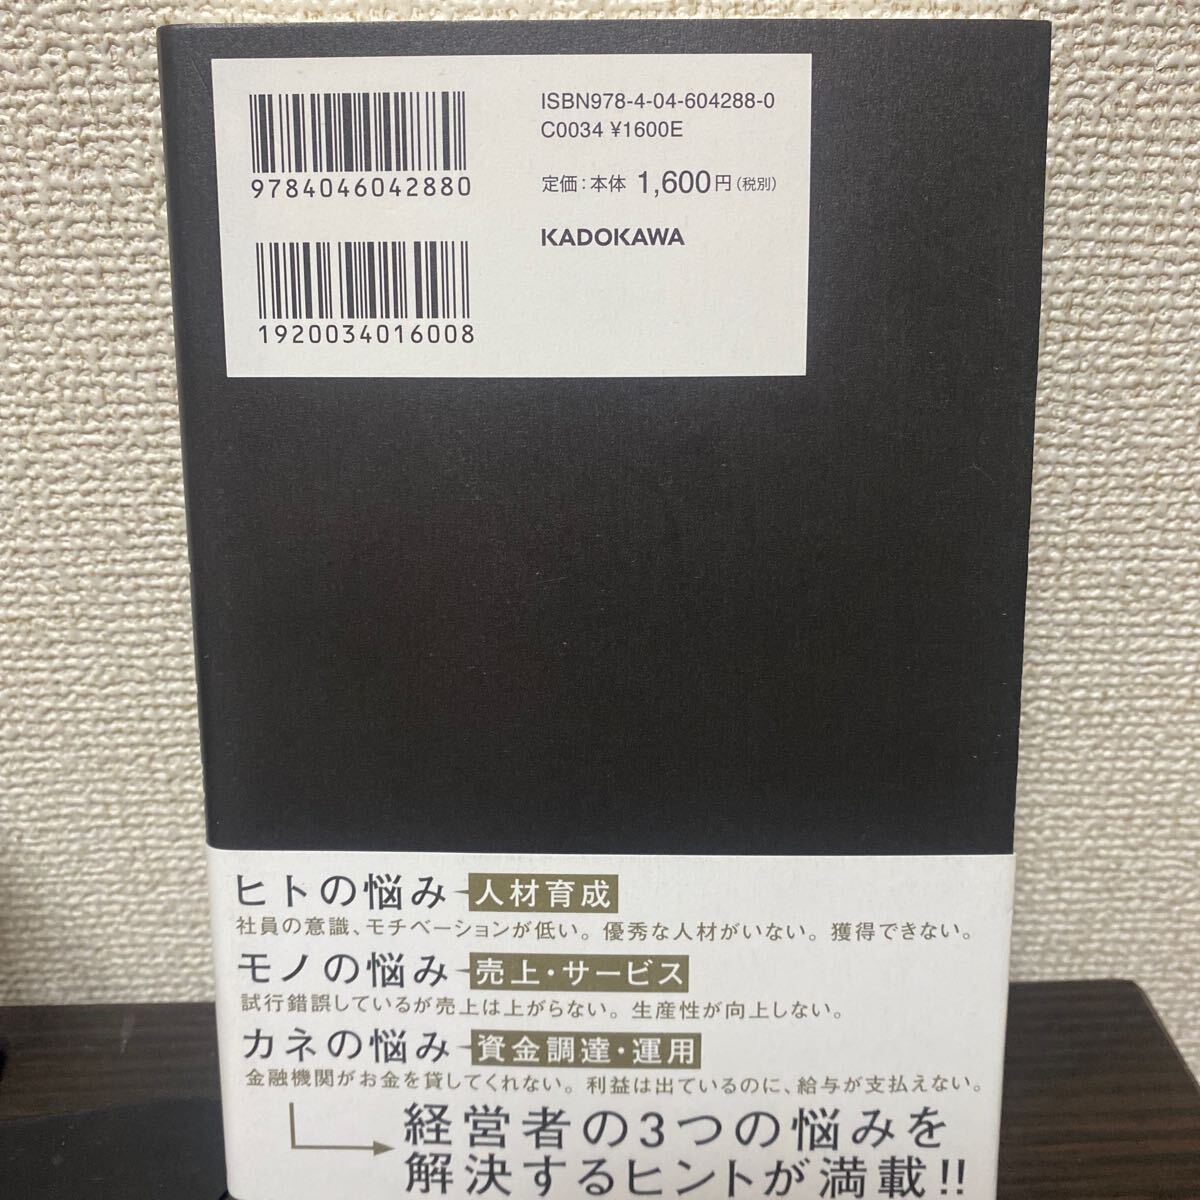 9784046042880
1920034016008
ISBN978-4-04-604288-0
C0034 ¥1600E
定価:本体 1,600円(税別)
KADOKAWA
ヒトの悩み 人材育成
社員の意識、モチベーションが低い。優秀な人材がいない。獲得できない。
モノの悩み 売上・サービス
試行錯誤しているが売上は上がらない。生産性が向上しない。
カネの悩み 資金調達・運用
金融機関がお金を貸してくれない。利益は出ているのに、給与が支払えない。
経営者の3つの悩みを
解決するヒントが満載!!